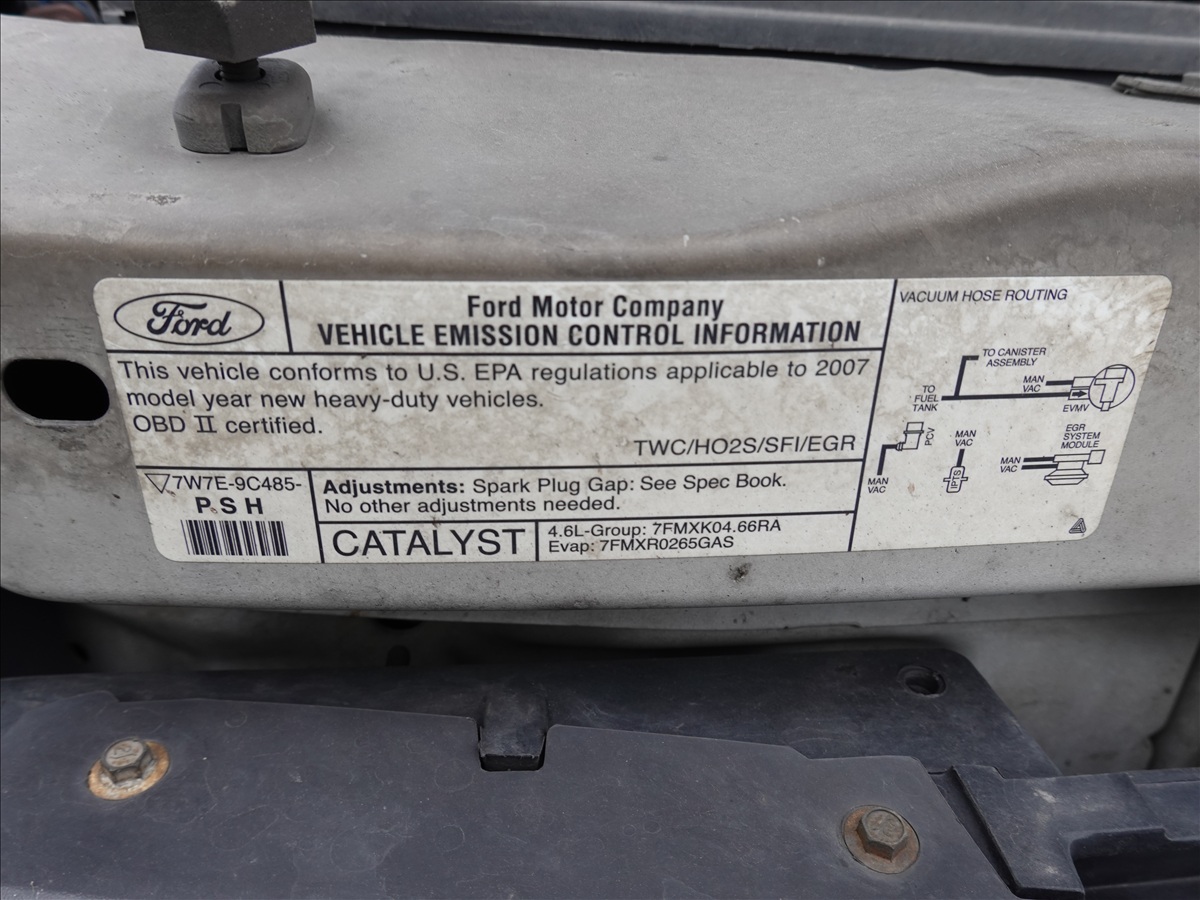 Ford
Ford Motor Company
VEHICLE EMISSION CONTROL INFORMATION
This vehicle conforms to U.S. EPA regulations applicable to 2007
model year new heavy-duty vehicles.
OBD II certified.
TWC/HO2S/SFI/EGR
7W7E-9C485-
PSH
Adjustments: Spark Plug Gap: See Spec Book.
No other adjustments needed.
CATALYST
4.6L-Group: 7FMXK04.66RA
Evap: 7FMXR0265GAS
VACUUM HOSE ROUTING
TO CANISTER
ASSEMBLY
TO
FUEL
TANK
MAN
VAC
EVMV
PCV
MAN
VAC
MAN
VAC
IPTS
EGR
SYSTEM
MODULE
MAN
VAC